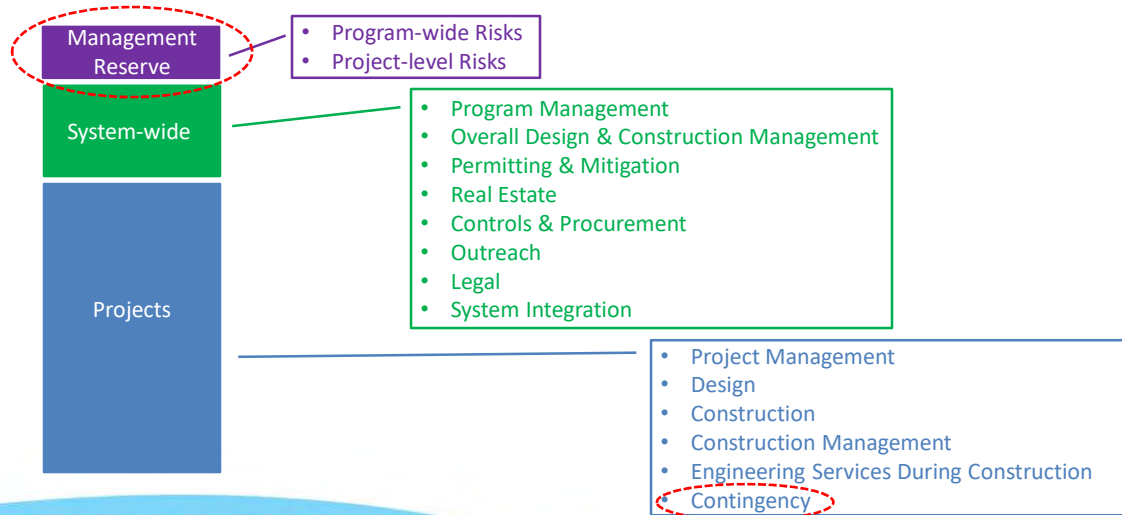 Management
Reserve
• Program-wide Risks
• Project-level Risks
System-wide
• Program Management
• Overall Design & Construction Management
• Permitting & Mitigation
• Real Estate
• Controls & Procurement
• Outreach
• Legal
• System Integration
Projects
• Project Management
• Design
• Construction
• Construction Management
• Engineering Services During Construction
• Contingency